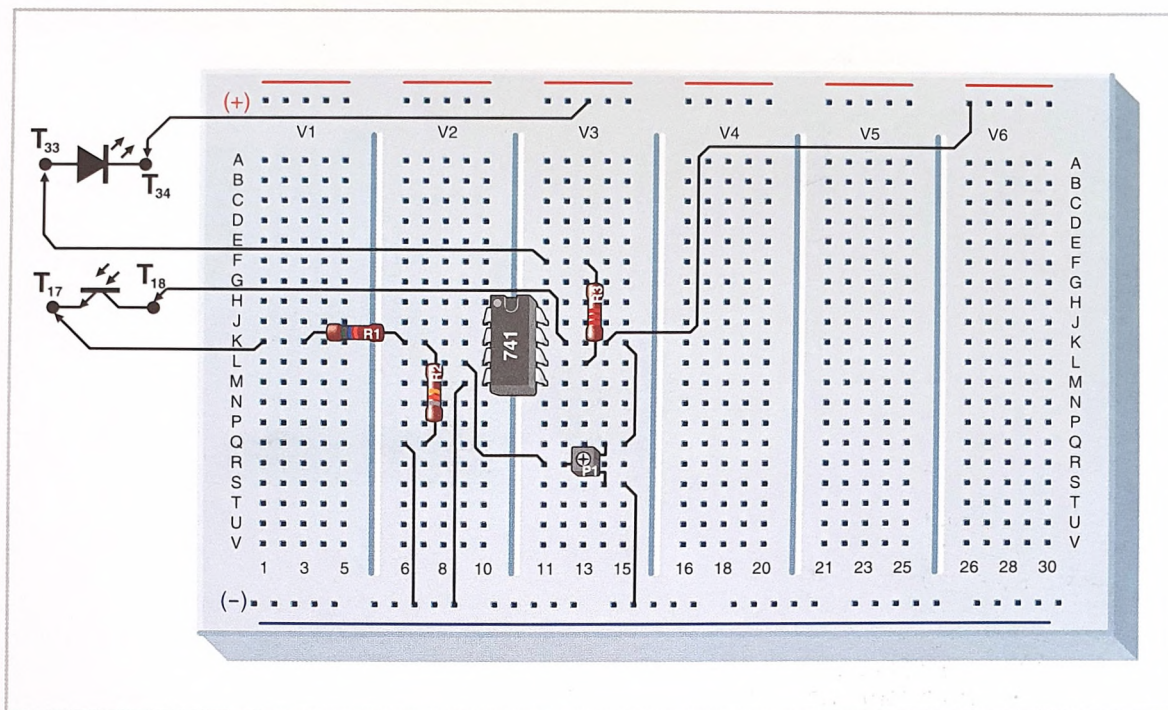 (+)
V1 V2 V3 V4 V5 V6
T33
T34
A A
B B
C C
D D
E E
F F
G G
T17 T18
H H
J J
K R1 R3 K
L 741 L
M R2 M
N N
P P
Q Q
R P1 R
S S
T T
U U
V V
1 3 5 6 8 10 11 13 15 16 18 20 21 23 25 26 28 30
(−)